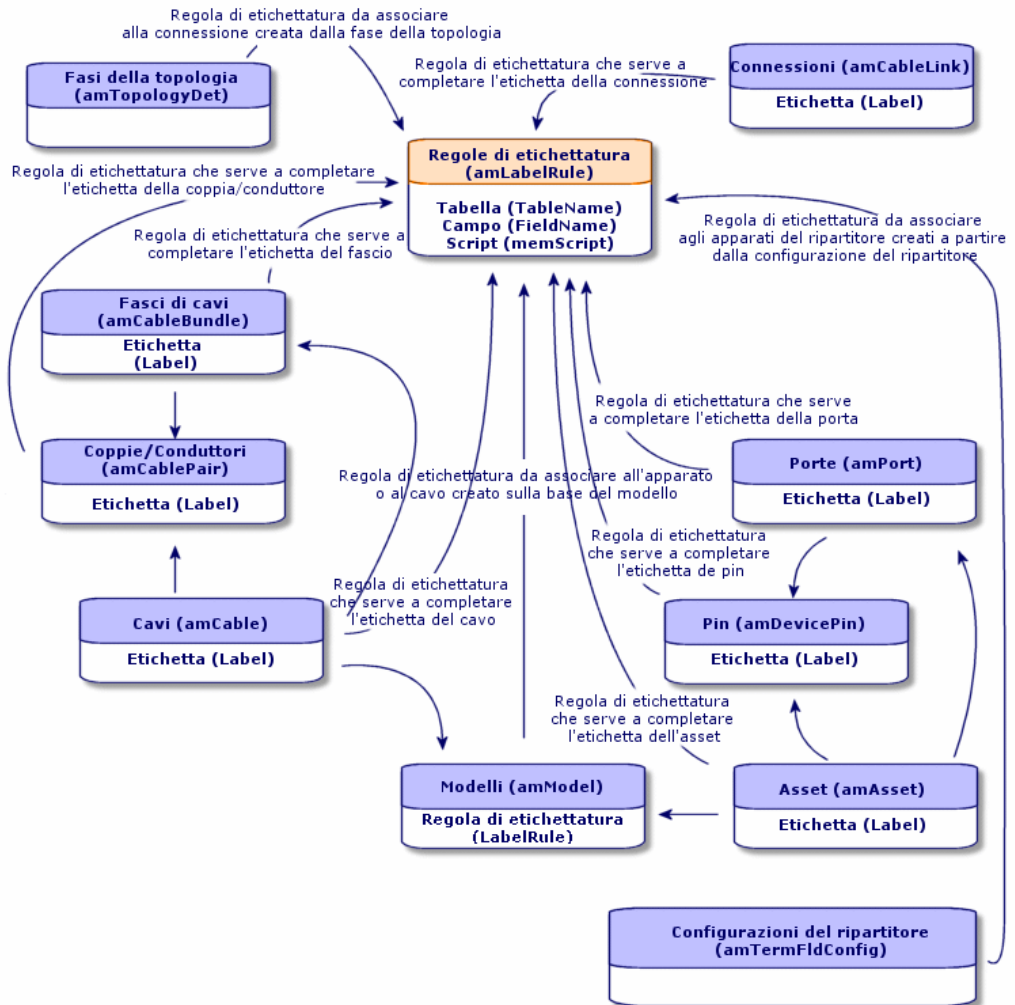 Regola di etichettatura da associare
alla connessione creata dalla fase della topologia
Fasi della topologia
(amTopologyDet)
Regola di etichettatura che serve a
completare l'etichetta della connessione
Connessioni (amCableLink)
Etichetta (Label)
Regole di etichettatura
(amLabelRule)
Tabella (TableName)
Campo (FieldName)
Script (memScript)
Regola di etichettatura che serve a completare
l'etichetta della coppia/conduttore
Regola di etichettatura che serve a
completare l'etichetta del fascio
Regola di etichettatura da associare
agli apparati del ripartitore creati a partire
dalla configurazione del ripartitore
Fasci di cavi
(amCableBundle)
Etichetta
(Label)
Regola di etichettatura che serve
a completare l'etichetta della porta
Coppie/Conduttori
(amCablePair)
Etichetta (Label)
Regola di etichettatura da associare all'apparato
o al cavo creato sulla base del modello
Porte (amPort)
Etichetta (Label)
Regola di etichettatura
che serve a completare
l'etichetta de pin
Regola di etichettatura
che serve a completare
l'etichetta del cavo
Cavi (amCable)
Etichetta (Label)
Pin (amDevicePin)
Etichetta (Label)
Regola di etichettatura
che serve a completare
l'etichetta dell'asset
Modelli (amModel)
Regola di etichettatura
(LabelRule)
Asset (amAsset)
Etichetta (Label)
Configurazioni del ripartitore
(amTermFldConfig)